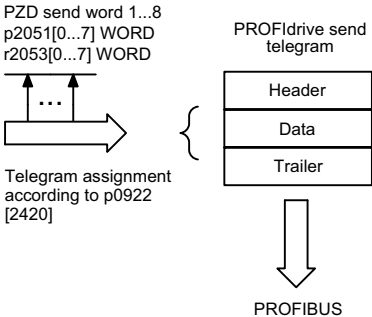 PZD send word 1...8
p2051[0...7] WORD
r2053[0...7] WORD
...
Telegram assignment
according to p0922
[2420]
PROFIdrive send
telegram
Header
Data
Trailer
PROFIBUS